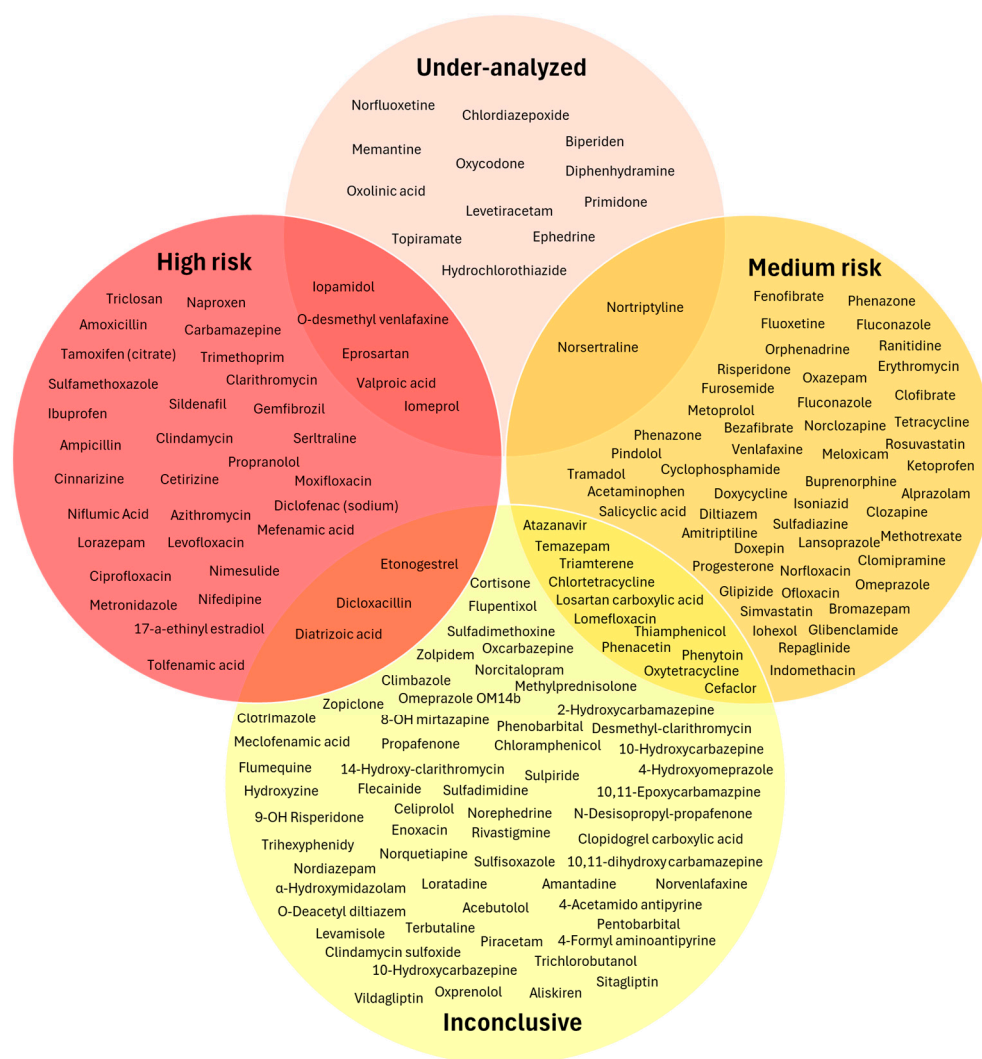 Under-analyzed
Norfluoxetine
Chlordiazepoxide
Biperiden
Memantine
Oxycodone
Diphenhydramine
Oxolinic acid
Primidone
Levetiracetam
Topiramate
Ephedrine
Hydrochlorothiazide
High risk
Iopamidol
Triclosan
Naproxen
O-desmethyl venlafaxine
Amoxicillin
Carbamazepine
Eprosartan
Tamoxifen (citrate)
Trimethoprim
Valproic acid
Sulfamethoxazole
Clarithromycin
Iomeprol
Ibuprofen
Sildenafil
Gemfibrozil
Ampicillin
Clindamycin
Serltraline
Propranolol
Cinnarizine
Cetirizine
Moxifloxacin
Diclofenac (sodium)
Niflumic Acid
Azithromycin
Mefenamic acid
Lorazepam
Levofloxacin
Etonogestrel
Ciprofloxacin
Nimesulide
Metronidazole
Nifedipine
Dicloxacillin
17-a-ethinyl estradiol
Diatrizoic acid
Tolfenamic acid
Medium risk
Nortriptyline
Norsertraline
Fenofibrate
Phenazone
Fluoxetine
Fluconazole
Orphenadrine
Ranitidine
Risperidone
Oxazepam
Erythromycin
Furosemide
Clofibrate
Metoprolol
Fluconazole
Bezafibrate
Norclozapine
Tetracycline
Phenazone
Venlafaxine
Meloxicam
Rosuvastatin
Pindolol
Cyclophosphamide
Ketoprofen
Tramadol
Buprenorphine
Acetaminophen
Doxycycline
Isoniazid
Alprazolam
Salicyclic acid
Diltiazem
Sulfadiazine
Clozapine
Amitriptiline
Doxepin
Lansoprazole
Methotrexate
Progesterone
Norfloxacin
Clomipramine
Glipizide
Ofloxacin
Omeprazole
Simvastatin
Bromazepam
Iohexol
Glibenclamide
Repaglinide
Indomethacin
Atazanavir
Temazepam
Triamterene
Chlortetracycline
Losartan carboxylic acid
Lomefloxacin
Thiamphenicol
Phenacetin
Phenytoin
Oxytetracycline
Cefaclor
Cortisone
Flupentixol
Sulfadimethoxine
Oxcarbazepine
Zolpidem
Norcitalopram
Climbazole
Methylprednisolone
Omeprazole OM14b
Zopiclone
2-Hydroxycarbamazepine
Clotrimazole
8-OH mirtazapine
Phenobarbital
Desmethyl-clarithromycin
Meclofenamic acid
Propafenone
Chloramphenicol
10-Hydroxycarbazepine
Flumequine
14-Hydroxy-clarithromycin
Sulpiride
4-Hydroxyomeprazole
Hydroxyzine
Flecainide
Sulfadimidine
10,11-Epoxycarbamazpine
9-OH Risperidone
Celiprolol
Norephedrine
N-Desisopropyl-propafenone
Enoxacin
Rivastigmine
Clopidogrel carboxylic acid
Trihexyphenidy
Norquetiapine
Sulfisoxazole
10,11-dihydroxy carbamazepine
Nordiazepam
α-Hydroxymidazolam
Loratadine
Amantadine
Norvenlafaxine
O-Deacetyl diltiazem
Acebutolol
4-Acetamido antipyrine
Levamisole
Terbutaline
Pentobarbital
Piracetam
4-Formyl aminoantipyrine
Clindamycin sulfoxide
Trichlorobutanol
10-Hydroxycarbazepine
Sitagliptin
Vildagliptin
Oxprenolol
Aliskiren
Inconclusive